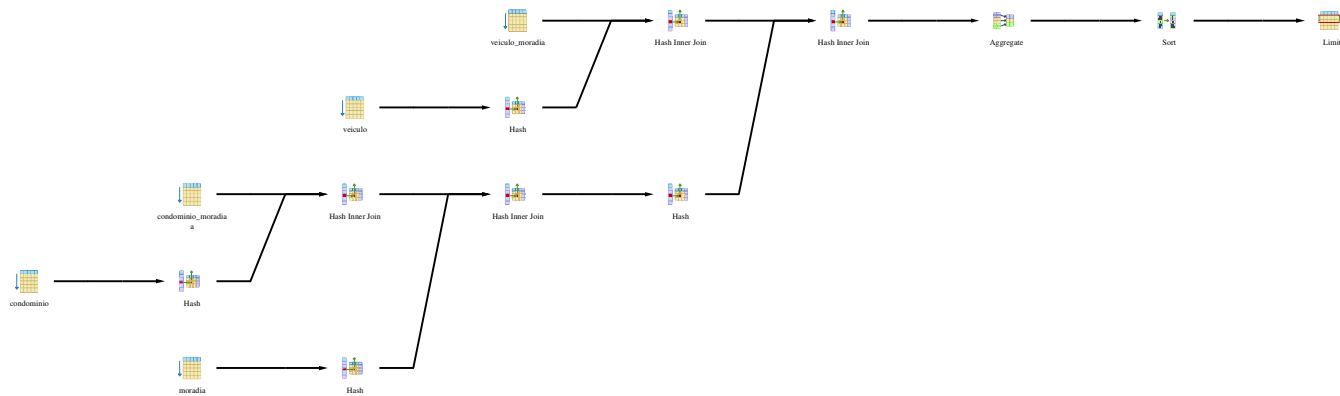 veiculo_moradia
Hash Inner Join
Hash Inner Join
Aggregate
Sort
Limit
veiculo
Hash
condominio_moradi
a
Hash Inner Join
Hash Inner Join
Hash
condominio
Hash
moradia
Hash